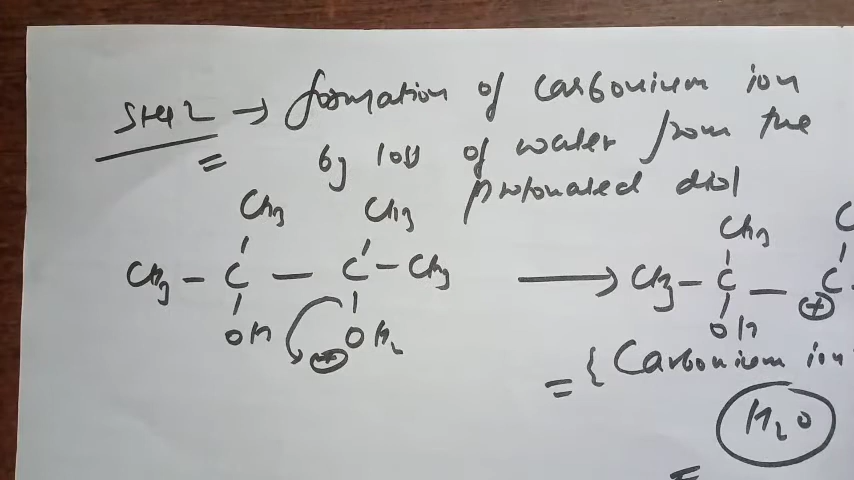 Step 2 → formation of carbonium ion
by loss of water from the
protonated diol
CH3 CH3 CH3 C
CH3 - C - C - CH3 → CH3 - C - C
OH OH2 ⊕ OH ⊕
= { Carbonium ion
H2O